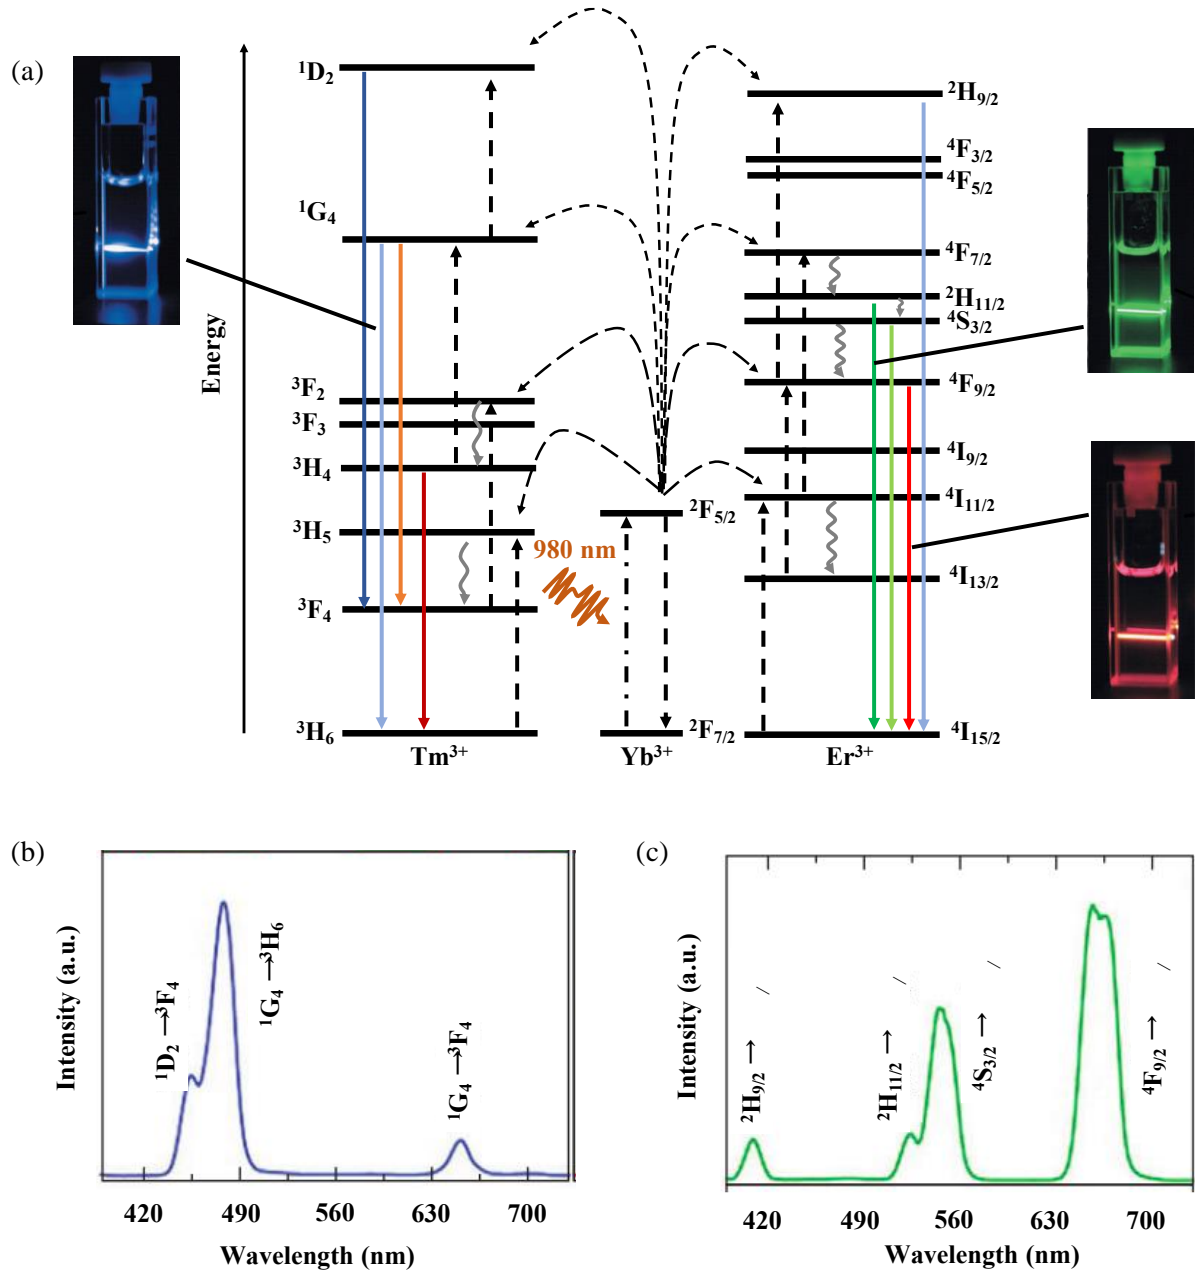 (a)
Energy
¹D₂
¹G₄
³F₂
³F₃
³H₄
³H₅
³F₄
³H₆
Tm³⁺
980 nm
²F₅/₂
²F₇/₂
Yb³⁺
²H₉/₂
⁴F₃/₂
⁴F₅/₂
⁴F₇/₂
²H₁₁/₂
⁴S₃/₂
⁴F₉/₂
⁴I₉/₂
⁴I₁₁/₂
⁴I₁₃/₂
⁴I₁₅/₂
Er³⁺
(b)
Intensity (a.u.)
¹D₂ → ³F₄
¹G₄ → ³H₆
¹G₄ → ³F₄
420 490 560 630 700
Wavelength (nm)
(c)
Intensity (a.u.)
²H₉/₂ →
²H₁₁/₂ →
⁴S₃/₂ →
⁴F₉/₂ →
420 490 560 630 700
Wavelength (nm)